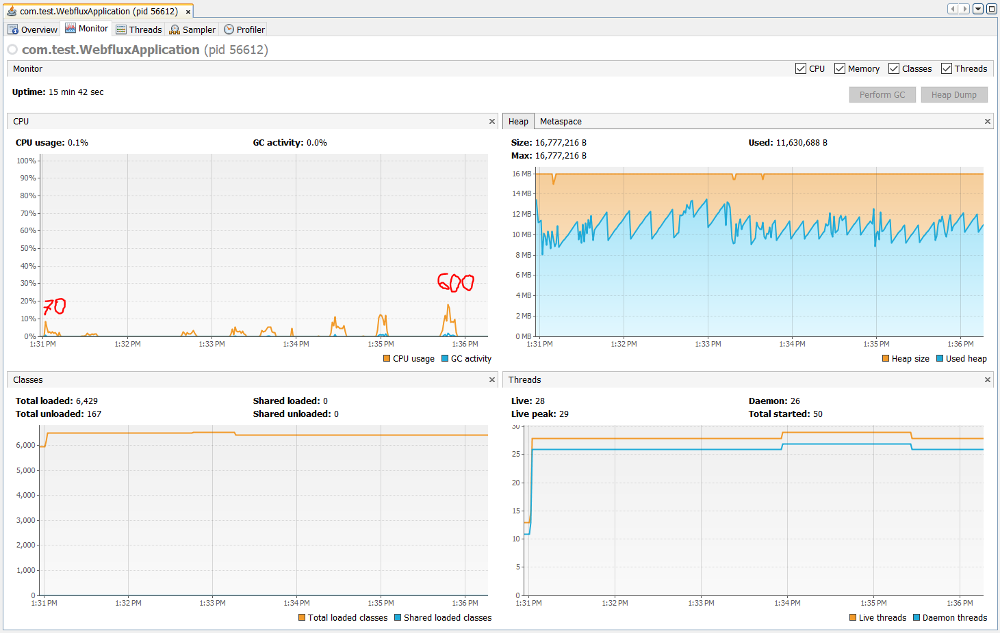 com.test.WebfluxApplication (pid 56612)
Overview Monitor Threads Sampler Profiler
com.test.WebfluxApplication (pid 56612)
Monitor CPU Memory Classes Threads
Uptime: 15 min 42 sec
Perform GC Heap Dump
CPU
CPU usage: 0.1% GC activity: 0.0%
100%
90%
80%
70%
60%
50%
40%
30%
20%
10%
0%
70
600
1:31 PM 1:32 PM 1:33 PM 1:34 PM 1:35 PM 1:36 PM
CPU usage GC activity
Heap Metaspace
Size: 16,777,216 B Used: 11,630,688 B
Max: 16,777,216 B
16 MB
14 MB
12 MB
10 MB
8 MB
6 MB
4 MB
2 MB
0 MB
1:31 PM 1:32 PM 1:33 PM 1:34 PM 1:35 PM 1:36 PM
Heap size Used heap
Classes
Total loaded: 6,429 Shared loaded: 0
Total unloaded: 167 Shared unloaded: 0
6,000
5,000
4,000
3,000
2,000
1,000
0
1:31 PM 1:32 PM 1:33 PM 1:34 PM 1:35 PM 1:36 PM
Total loaded classes Shared loaded classes
Threads
Live: 28 Daemon: 26
Live peak: 29 Total started: 50
30
25
20
15
10
5
0
1:31 PM 1:32 PM 1:33 PM 1:34 PM 1:35 PM 1:36 PM
Live threads Daemon threads